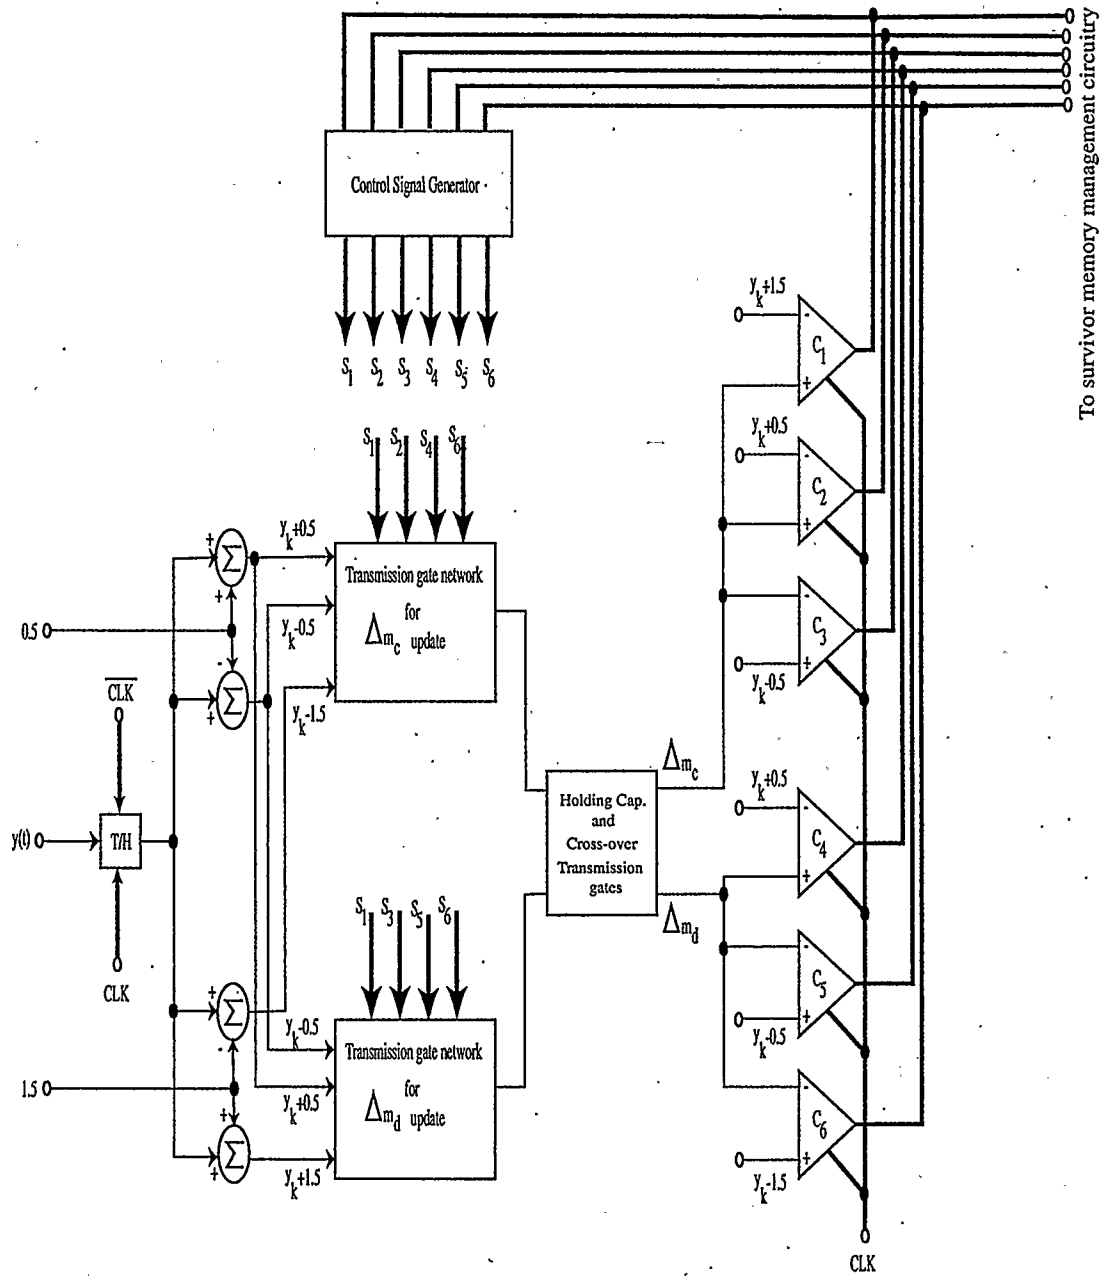 To survivor memory management circuitry
Control Signal Generator
S1 S2 S3 S4 S5 S6
yk+1.5
-
C1
+
yk+0.5
-
C2
+
-
C3
+
yk-0.5
S1 S2 S4 S6
+
Σ
+
yk+0.5
Transmission gate network
for
Δmc update
0.5
yk-0.5
-
Σ
+
yk-1.5
CLK
y(t)
T/H
CLK
Δmc
Holding Cap.
and
Cross-over
Transmission
gates
Δmd
yk+0.5
-
C4
+
-
C5
+
yk-0.5
-
C6
+
yk-1.5
S1 S3 S5 S6
+
Σ
-
yk-0.5
Transmission gate network
for
Δmd update
1.5
yk+0.5
+
Σ
+
yk+1.5
CLK